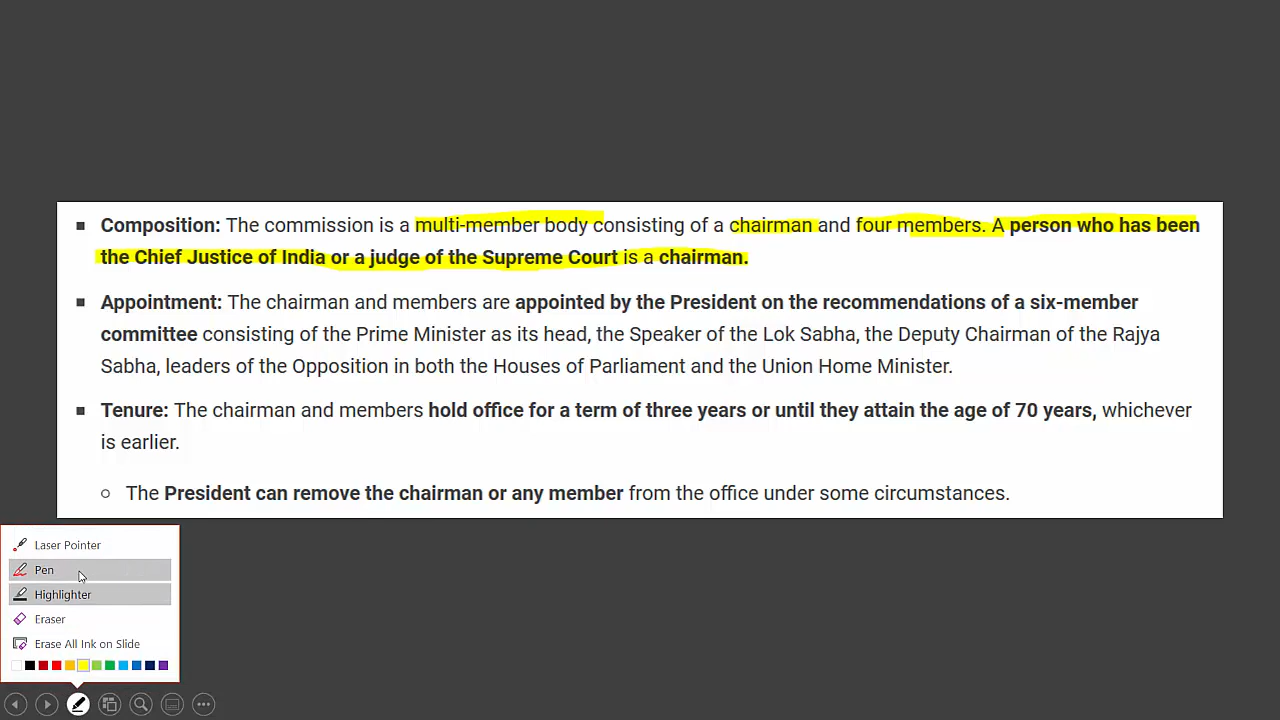 Composition: The commission is a multi-member body consisting of a chairman and four members. A person who has been
the Chief Justice of India or a judge of the Supreme Court is a chairman.
Appointment: The chairman and members are appointed by the President on the recommendations of a six-member
committee consisting of the Prime Minister as its head, the Speaker of the Lok Sabha, the Deputy Chairman of the Rajya
Sabha, leaders of the Opposition in both the Houses of Parliament and the Union Home Minister.
Tenure: The chairman and members hold office for a term of three years or until they attain the age of 70 years, whichever
is earlier.
The President can remove the chairman or any member from the office under some circumstances.
Laser Pointer
Pen
Highlighter
Eraser
Erase All Ink on Slide